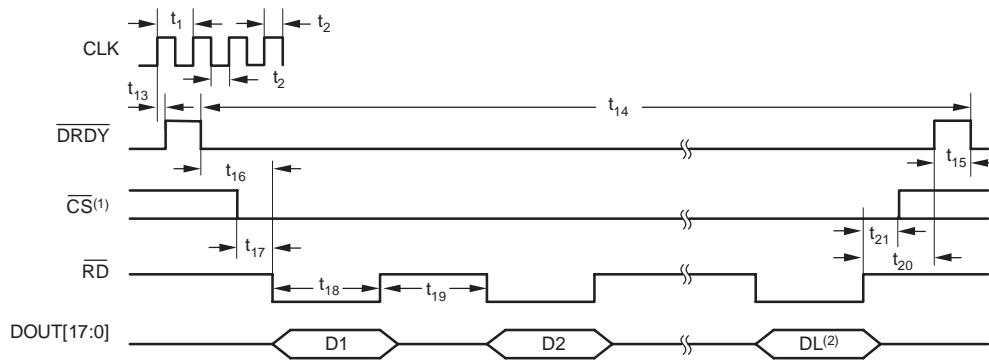 t1 t2
CLK
t2
t13
t14
DRDY
t16 t15
CS(1)
t17 t21
t20
RD
t18 t19
DOUT[17:0] D1 D2 DL(2)